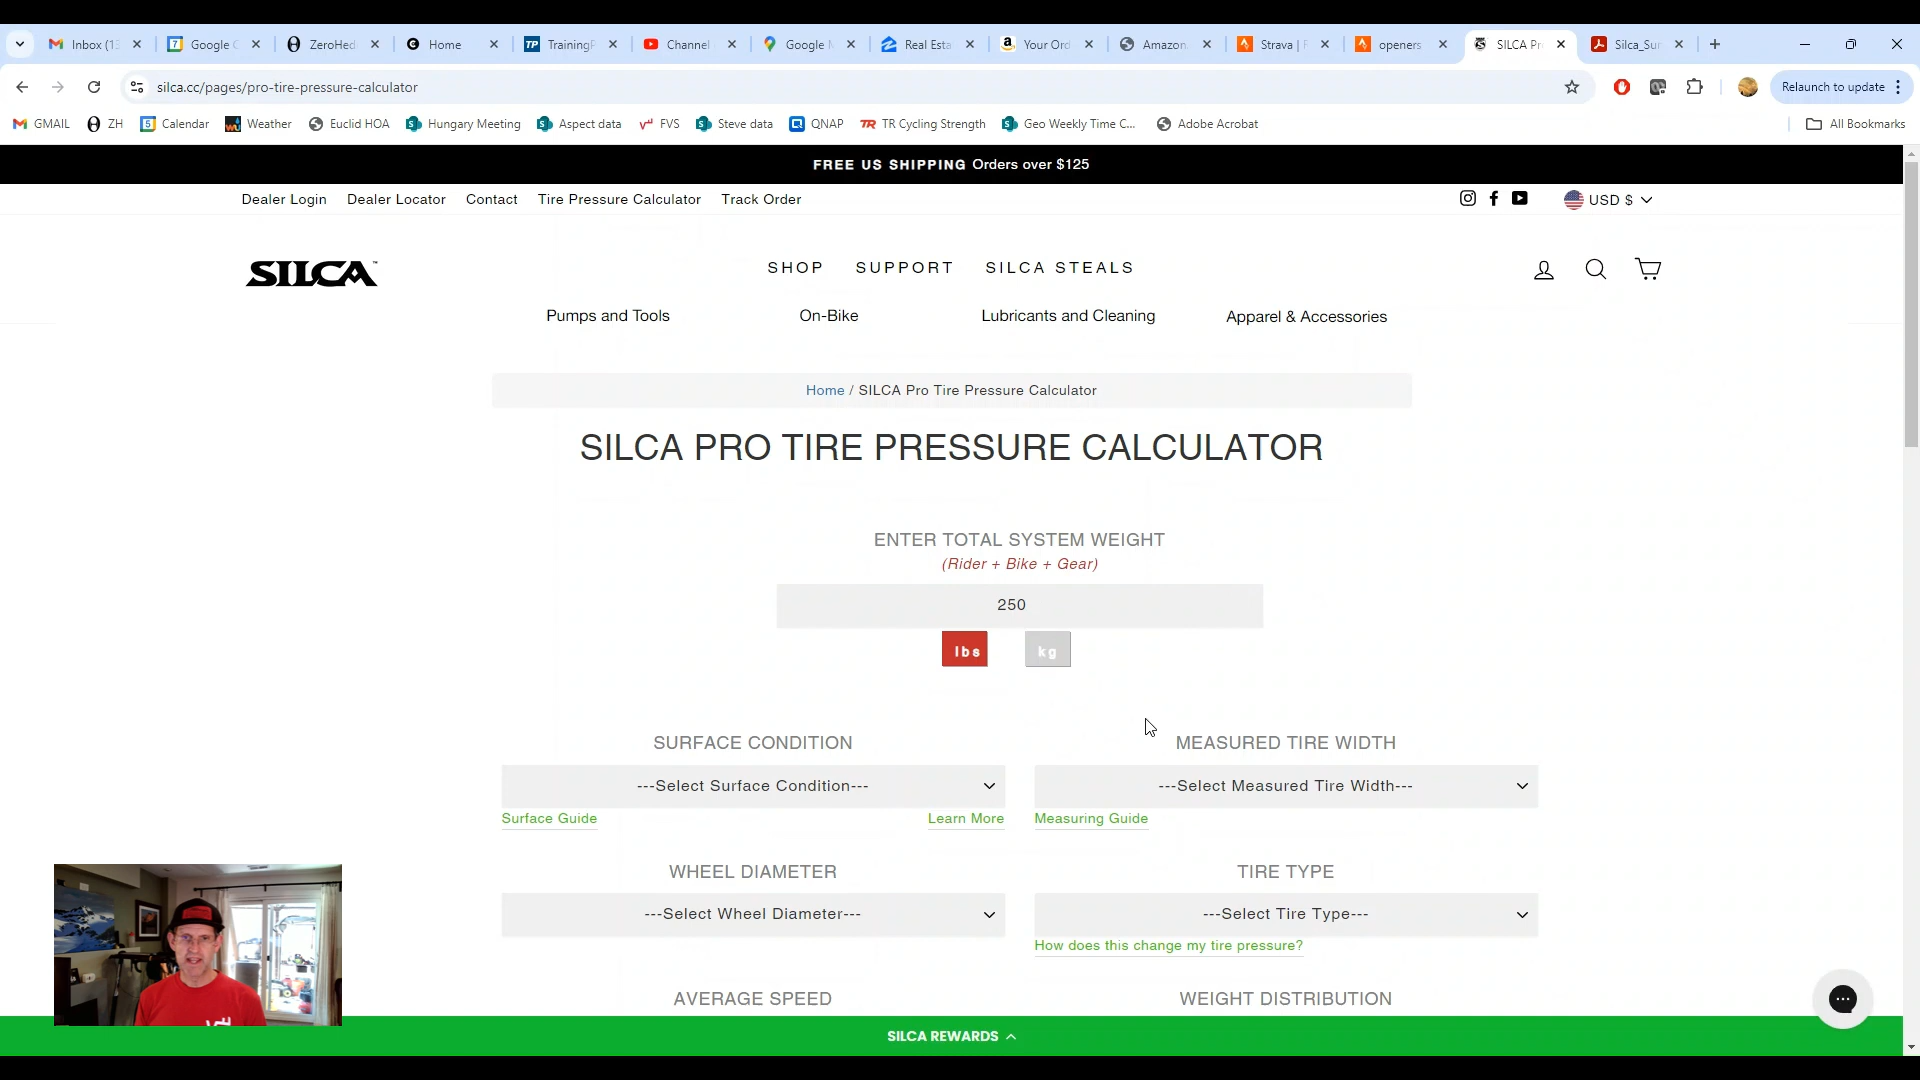 Inbox (13
Google C
ZeroHed
Home
TP
TrainingP
Channel
Google M
Real Esta
Your Ord
Amazon.
Strava | F
openers
SILCA Pr
Silca_Sur
silca.cc/pages/pro-tire-pressure-calculator
Relaunch to update
GMAIL
ZH
Calendar
Weather
Euclid HOA
Hungary Meeting
Aspect data
FVS
Steve data
QNAP
TR Cycling Strength
Geo Weekly Time C...
Adobe Acrobat
All Bookmarks
FREE US SHIPPING Orders over $125
Dealer Login
Dealer Locator
Contact
Tire Pressure Calculator
Track Order
USD $
SILCA
SHOP
SUPPORT
SILCA STEALS
Pumps and Tools
On-Bike
Lubricants and Cleaning
Apparel & Accessories
Home / SILCA Pro Tire Pressure Calculator
SILCA PRO TIRE PRESSURE CALCULATOR
ENTER TOTAL SYSTEM WEIGHT
(Rider + Bike + Gear)
250
lbs
kg
SURFACE CONDITION
MEASURED TIRE WIDTH
---Select Surface Condition---
---Select Measured Tire Width---
Surface Guide
Learn More
Measuring Guide
WHEEL DIAMETER
TIRE TYPE
---Select Wheel Diameter---
---Select Tire Type---
How does this change my tire pressure?
AVERAGE SPEED
WEIGHT DISTRIBUTION
SILCA REWARDS